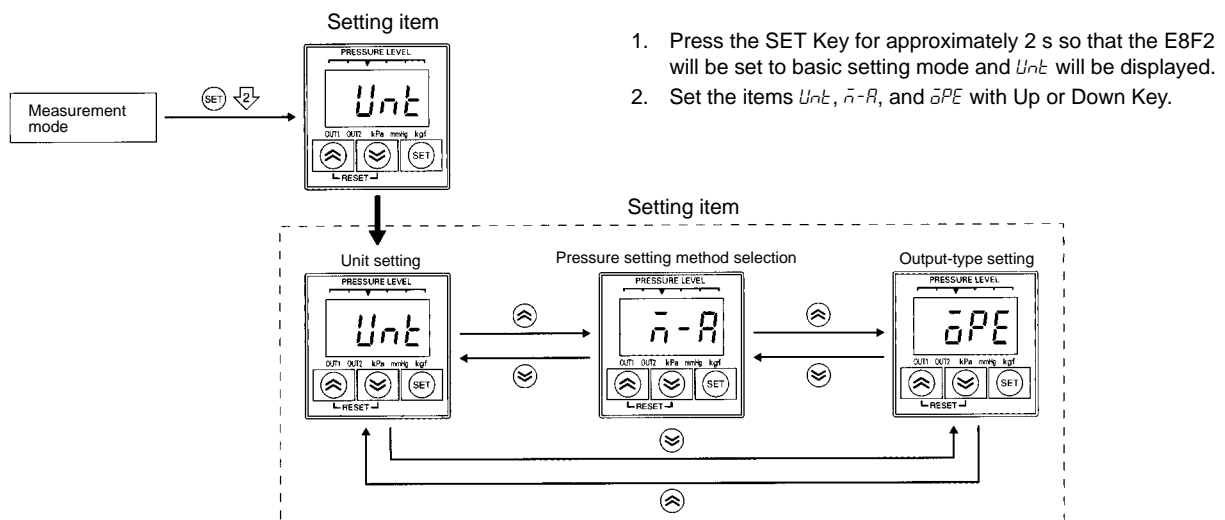 Setting item
PRESSURE LEVEL
Unt
OUT1 OUT2 kPa mmHg kgf
SET
RESET
Measurement
mode
SET 2
1. Press the SET Key for approximately 2 s so that the E8F2
will be set to basic setting mode and Unt will be displayed.
2. Set the items Unt, n̄-A, and ōPE with Up or Down Key.
Setting item
Unit setting
PRESSURE LEVEL
Unt
OUT1 OUT2 kPa mmHg kgf
SET
RESET
Pressure setting method selection
PRESSURE LEVEL
n̄-A
OUT1 OUT2 kPa mmHg kgf
SET
RESET
Output-type setting
PRESSURE LEVEL
ōPE
OUT1 OUT2 kPa mmHg kgf
SET
RESET